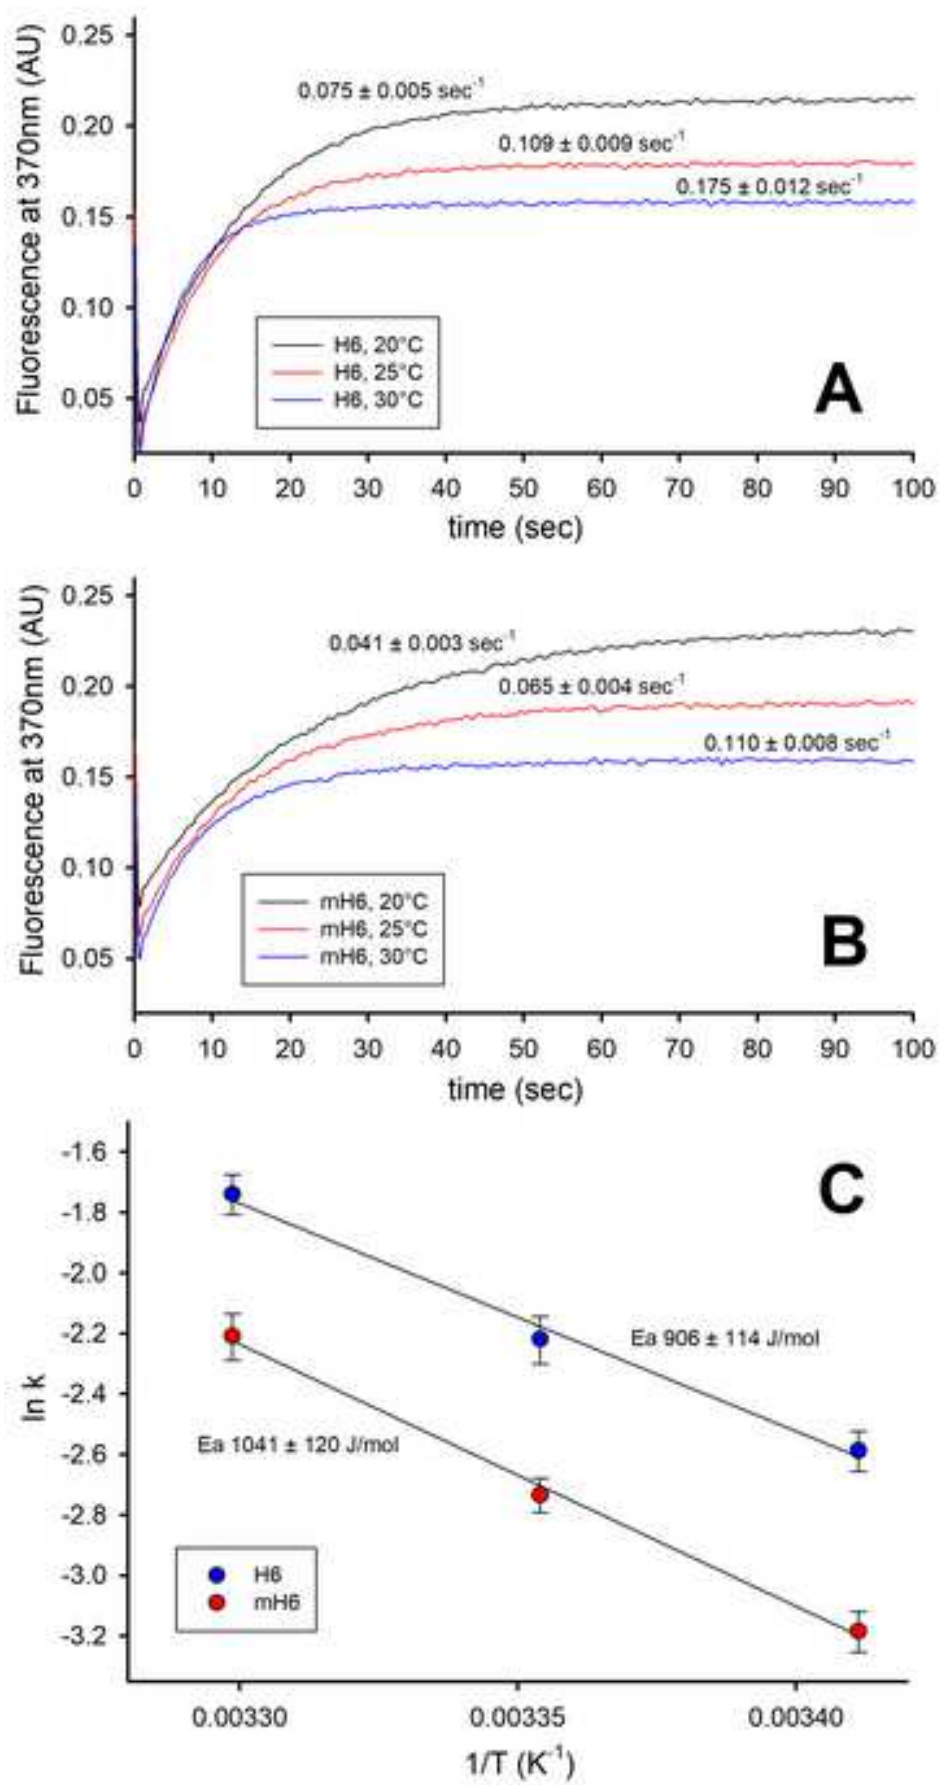 Fluorescence at 370nm (AU)
0.25
0.20
0.15
0.10
0.05
0.075 ± 0.005 sec⁻¹
0.109 ± 0.009 sec⁻¹
0.175 ± 0.012 sec⁻¹
H6, 20°C
H6, 25°C
H6, 30°C
A
0 10 20 30 40 50 60 70 80 90 100
time (sec)
Fluorescence at 370nm (AU)
0.25
0.20
0.15
0.10
0.05
0.041 ± 0.003 sec⁻¹
0.065 ± 0.004 sec⁻¹
0.110 ± 0.008 sec⁻¹
mH6, 20°C
mH6, 25°C
mH6, 30°C
B
0 10 20 30 40 50 60 70 80 90 100
time (sec)
ln k
-1.6
-1.8
-2.0
-2.2
-2.4
-2.6
-2.8
-3.0
-3.2
C
Ea 906 ± 114 J/mol
Ea 1041 ± 120 J/mol
H6
mH6
0.00330 0.00335 0.00340
1/T (K⁻¹)